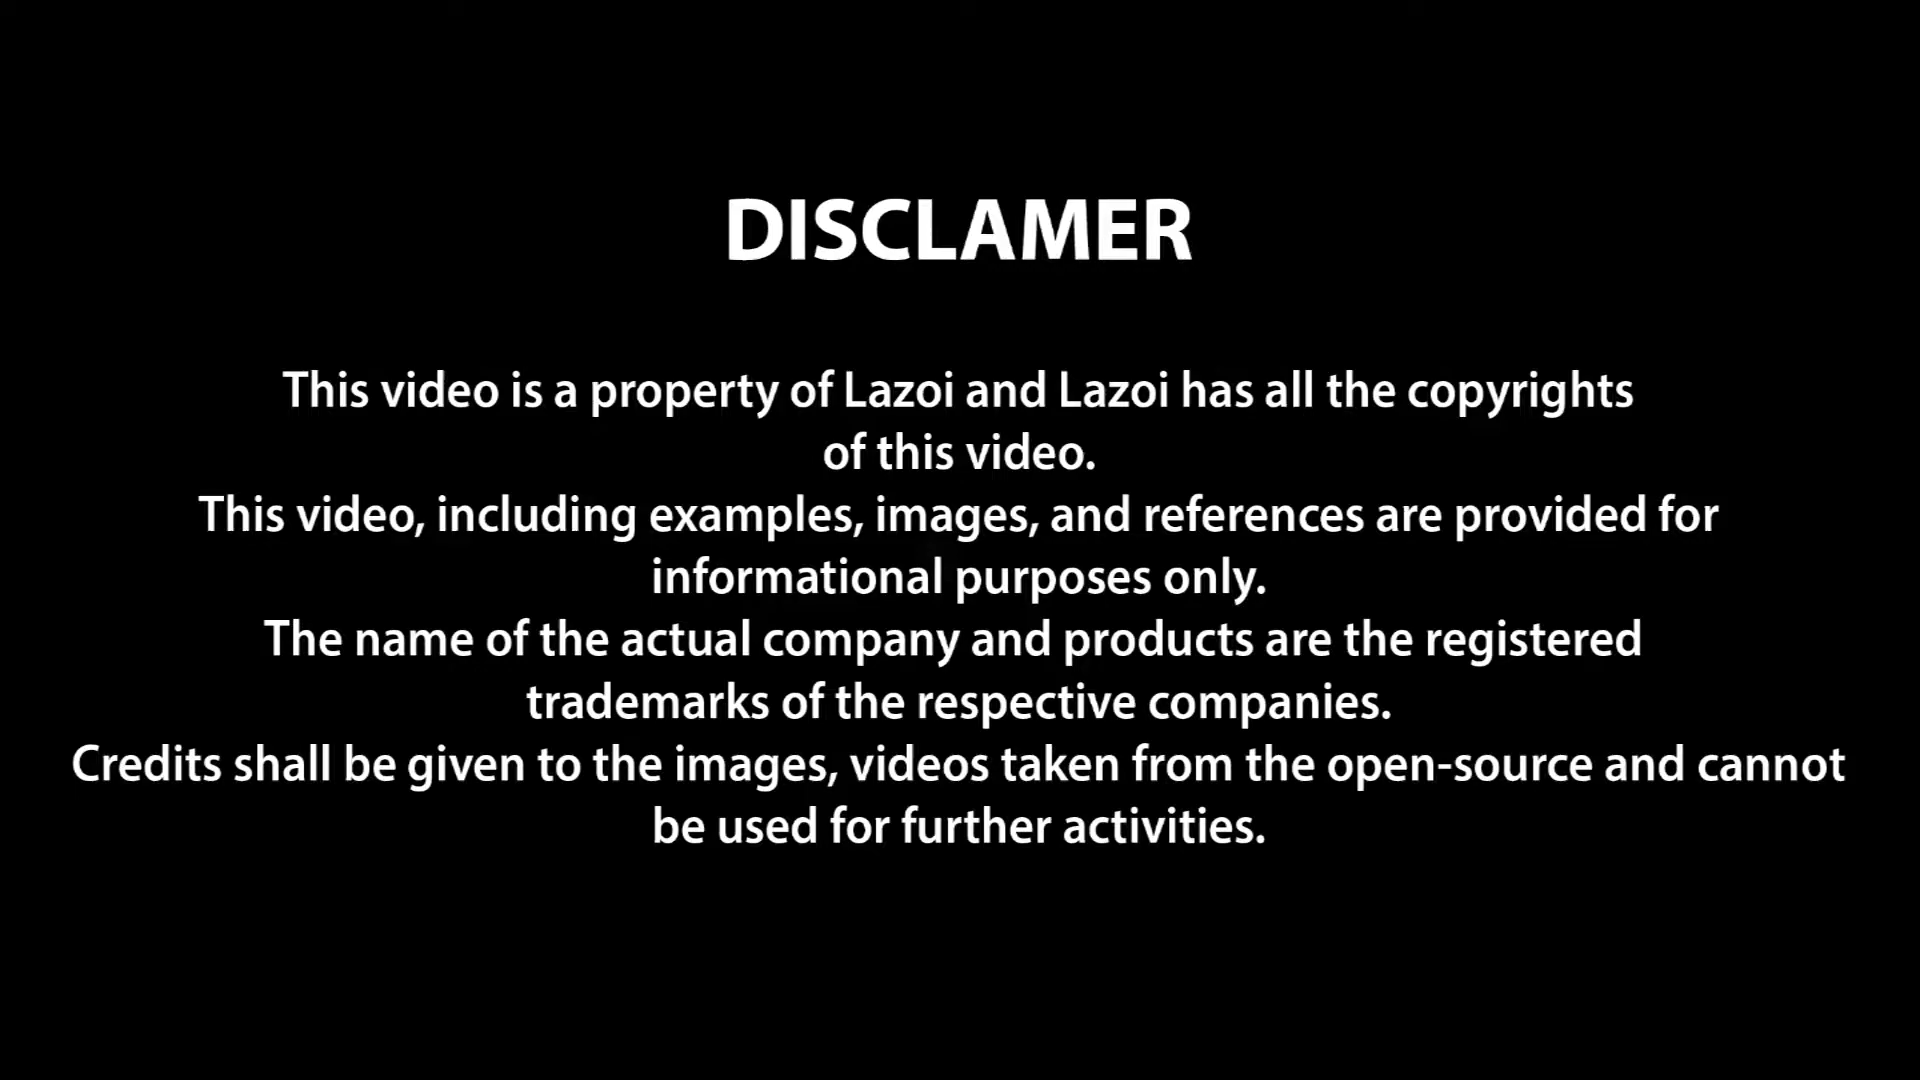 DISCLAMER
This video is a property of Lazoi and Lazoi has all the copyrights
of this video.
This video, including examples, images, and references are provided for
informational purposes only.
The name of the actual company and products are the registered
trademarks of the respective companies.
Credits shall be given to the images, videos taken from the open-source and cannot
be used for further activities.